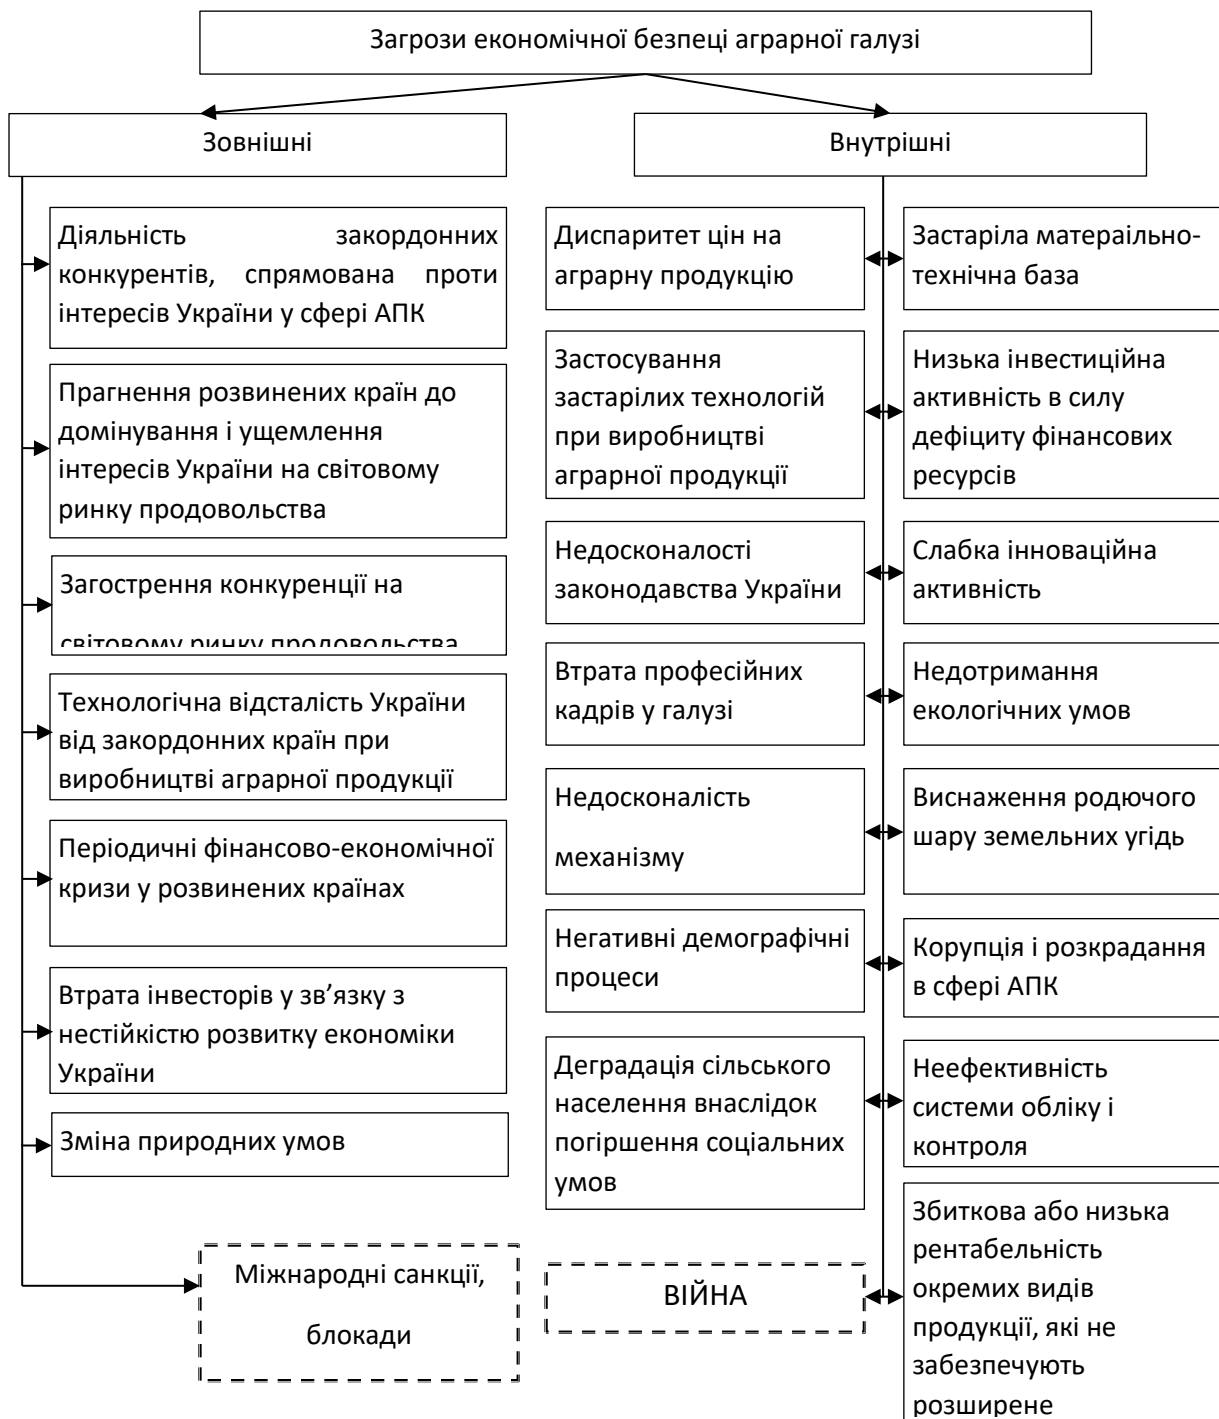 Загрози економічної безпеці аграрної галузі
Зовнішні
Діяльність закордонних
конкурентів, спрямована проти
інтересів України у сфері АПК
Прагнення розвинених країн до
домінування і ущемлення
інтересів України на світовому
ринку продовольства
Загострення конкуренції на
світовому ринку продовольства
Технологічна відсталість України
від закордонних країн при
виробництві аграрної продукції
Періодичні фінансово-економічної
кризи у розвинених країнах
Втрата інвесторів у зв’язку з
нестійкістю розвитку економіки
України
Зміна природних умов
Міжнародні санкції,
блокади
Внутрішні
Диспаритет цін на
аграрну продукцію
Застосування
застарілих технологій
при виробництві
аграрної продукції
Недосконалості
законодавства України
Втрата професійних
кадрів у галузі
Недосконалість
механізму
Негативні демографічні
процеси
Деградація сільського
населення внаслідок
погіршення соціальних
умов
ВІЙНА
Застаріла матераільно-
технічна база
Низька інвестиційна
активність в силу
дефіциту фінансових
ресурсів
Слабка інноваційна
активність
Недотримання
екологічних умов
Виснаження родючого
шару земельних угідь
Корупція і розкрадання
в сфері АПК
Неефективність
системи обліку і
контроля
Збиткова або низька
рентабельність
окремих видів
продукції, які не
забезпечують
розширене